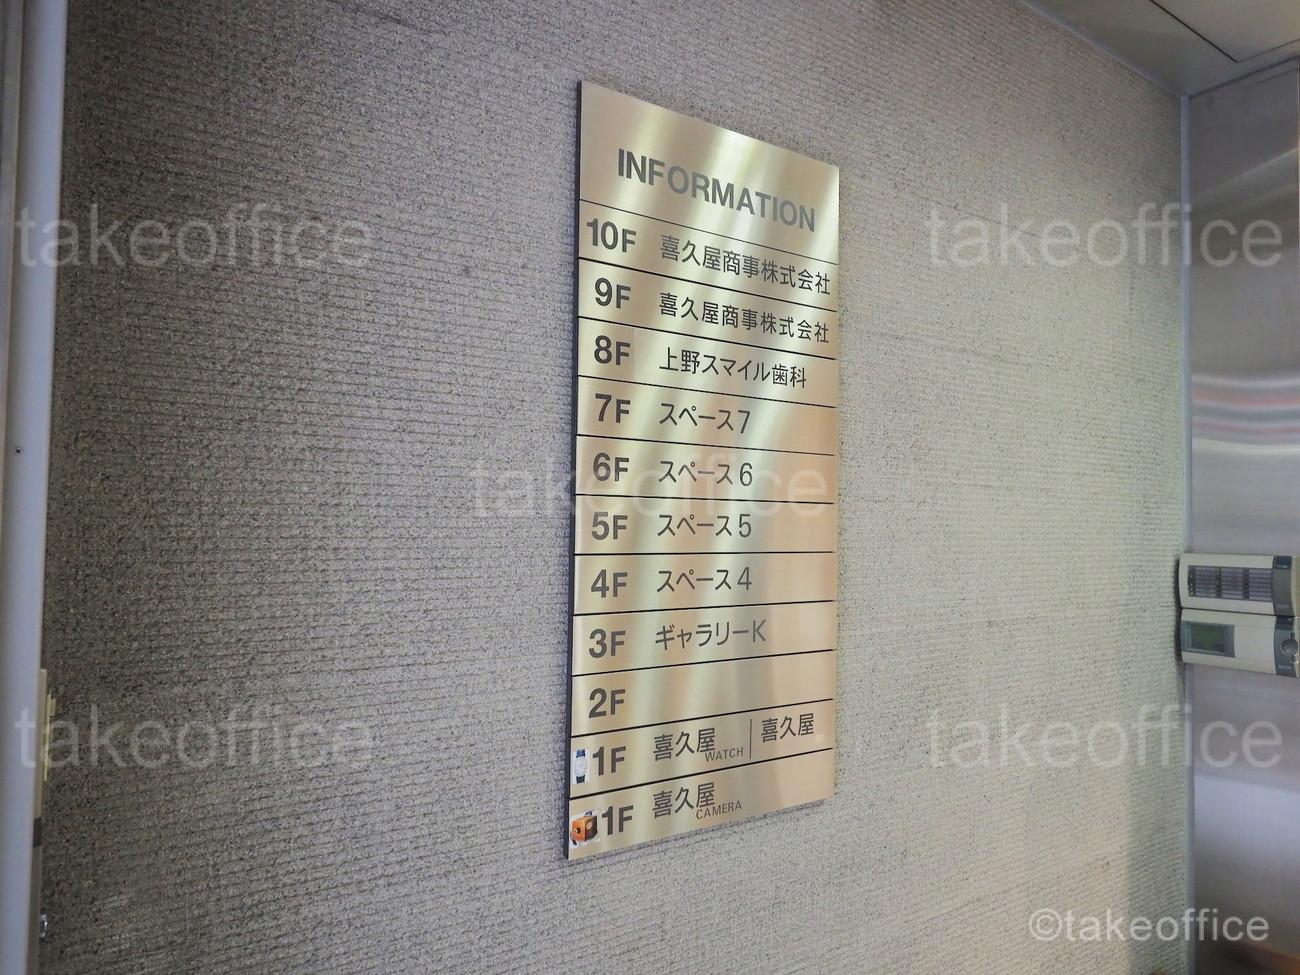 INFORMATION
10F 喜久屋商事株式会社
9F 喜久屋商事株式会社
8F 上野スマイル歯科
7F スペース7
6F スペース6
5F スペース5
4F スペース4
3F ギャラリーK
2F
1F 喜久屋 WATCH 喜久屋
1F 喜久屋 CAMERA
takeoffice
takeoffice
takeoffice
takeoffice
takeoffice
©takeoffice